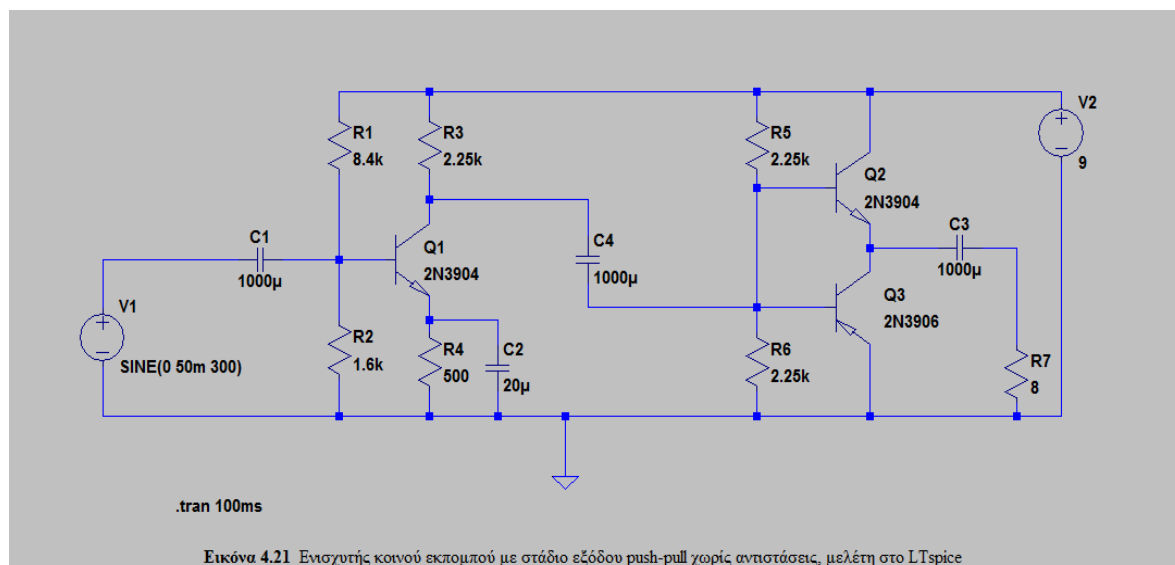 R1
8.4k
R3
2.25k
R5
2.25k
V2
9
Q2
2N3904
C1
1000µ
Q1
2N3904
C4
1000µ
C3
1000µ
Q3
2N3906
V1
SINE(0 50m 300)
R2
1.6k
R4
500
C2
20µ
R6
2.25k
R7
8
.tran 100ms
Εικόνα 4.21 Ενισχυτής κοινού εκπομπού με στάδιο εξόδου push-pull χωρίς αντιστάσεις, μελέτη στο LTspice